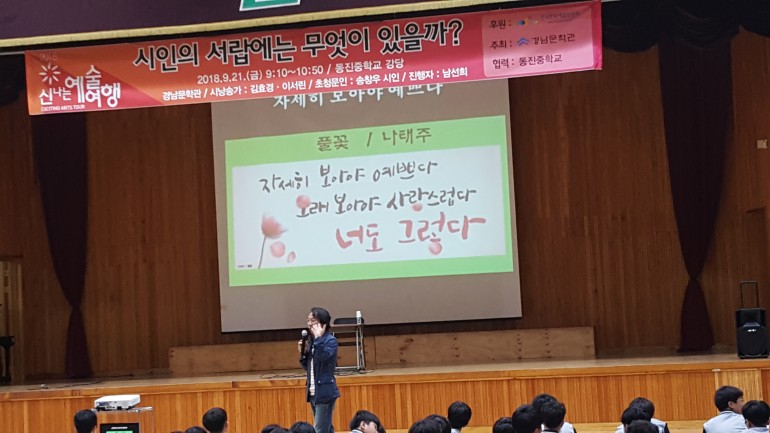 시인의 서랍에는 무엇이 있을까?
2018.9.21.(금) 9:10~10:50 / 동진중학교 강당
경남문학관 / 시낭송가 : 김효경·이서린 / 초청문인 : 송창우 시인 / 진행자 : 남선희
신나는 예술여행
EXCITING ARTS TOUR
후원 :
주최 : 경남문학관
협력 : 동진중학교
자세히 보아야 예쁘다
풀꽃 / 나태주
자세히 보아야 예쁘다
오래 보아야 사랑스럽다
너도 그렇다